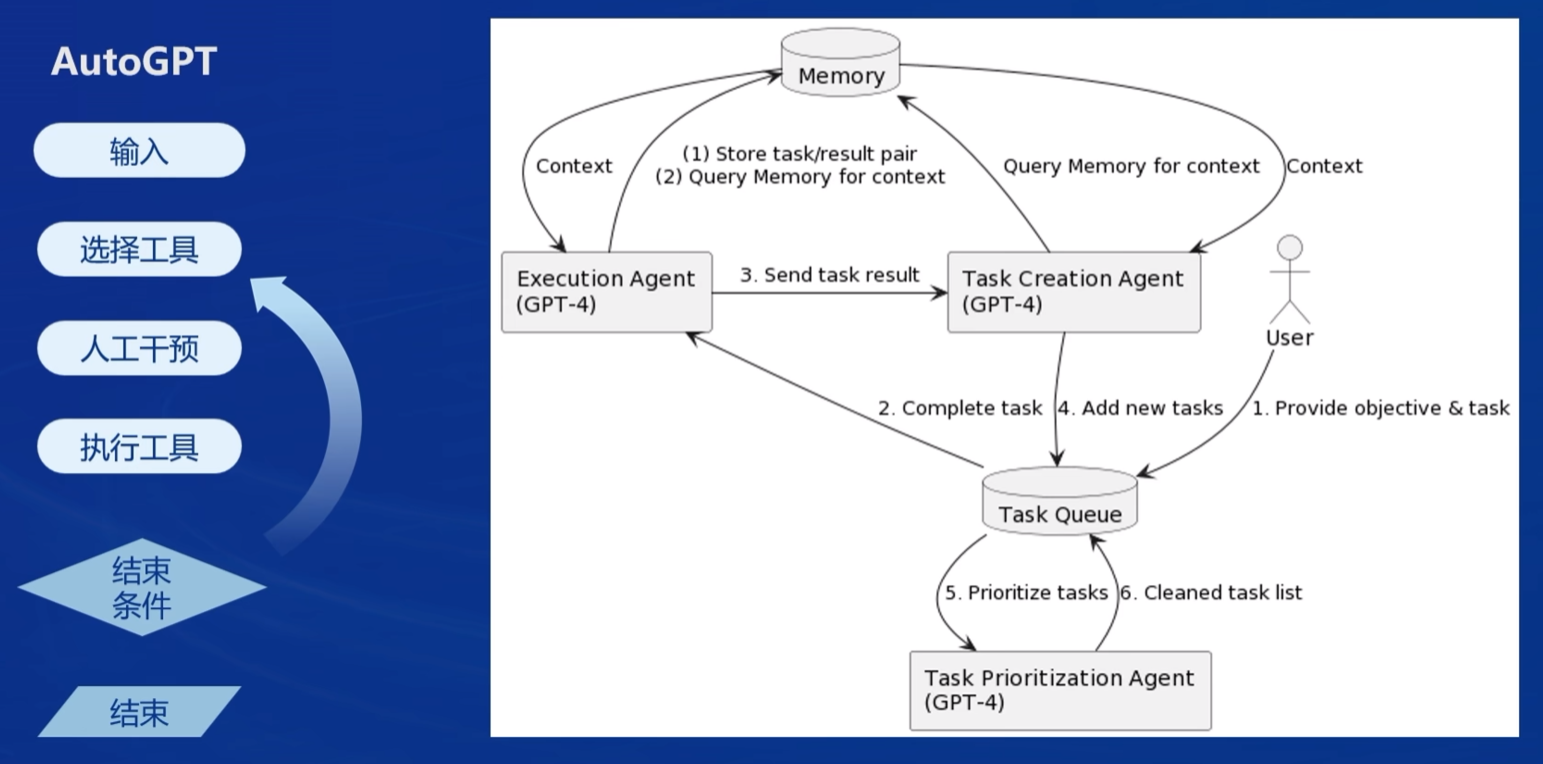 AutoGPT
输入
选择工具
人工干预
执行工具
结束
条件
结束
Memory
Context
(1) Store task/result pair
(2) Query Memory for context
Query Memory for context
Context
Execution Agent
(GPT-4)
3. Send task result
Task Creation Agent
(GPT-4)
User
2. Complete task
4. Add new tasks
1. Provide objective & task
Task Queue
5. Prioritize tasks
6. Cleaned task list
Task Prioritization Agent
(GPT-4)